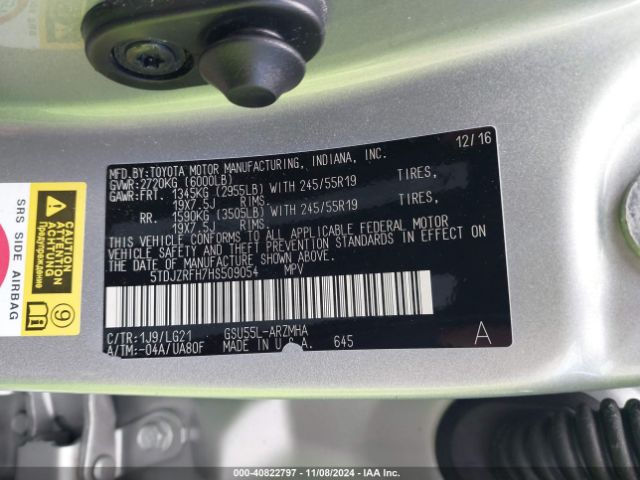 12/16
MFD.BY:TOYOTA MOTOR MANUFACTURING, INDIANA, INC.
GVWR:2720KG (6000LB)
GAWR:FRT. 1345KG (2955LB) WITH 245/55R19 TIRES,
19X7.5J RIMS.
RR. 1590KG (3505LB) WITH 245/55R19 TIRES,
19X7.5J RIMS.
THIS VEHICLE CONFORMS TO ALL APPLICABLE FEDERAL MOTOR
VEHICLE SAFETY AND THEFT PREVENTION STANDARDS IN EFFECT ON
THE DATE OF MANUFACTURE SHOWN ABOVE.
5TDJZRFH7HS509054 MPV
C/TR:1J9/LG21 GSU55L-ARZMHA A
A/TM:-04A/UA80F MADE IN U.S.A. 645
SRS SIDE AIRBAG
CAUTION
ATTENTION
ACHTUNG
Предупреждение
9
000-40822797 - 11/08/2024 - IAA Inc.